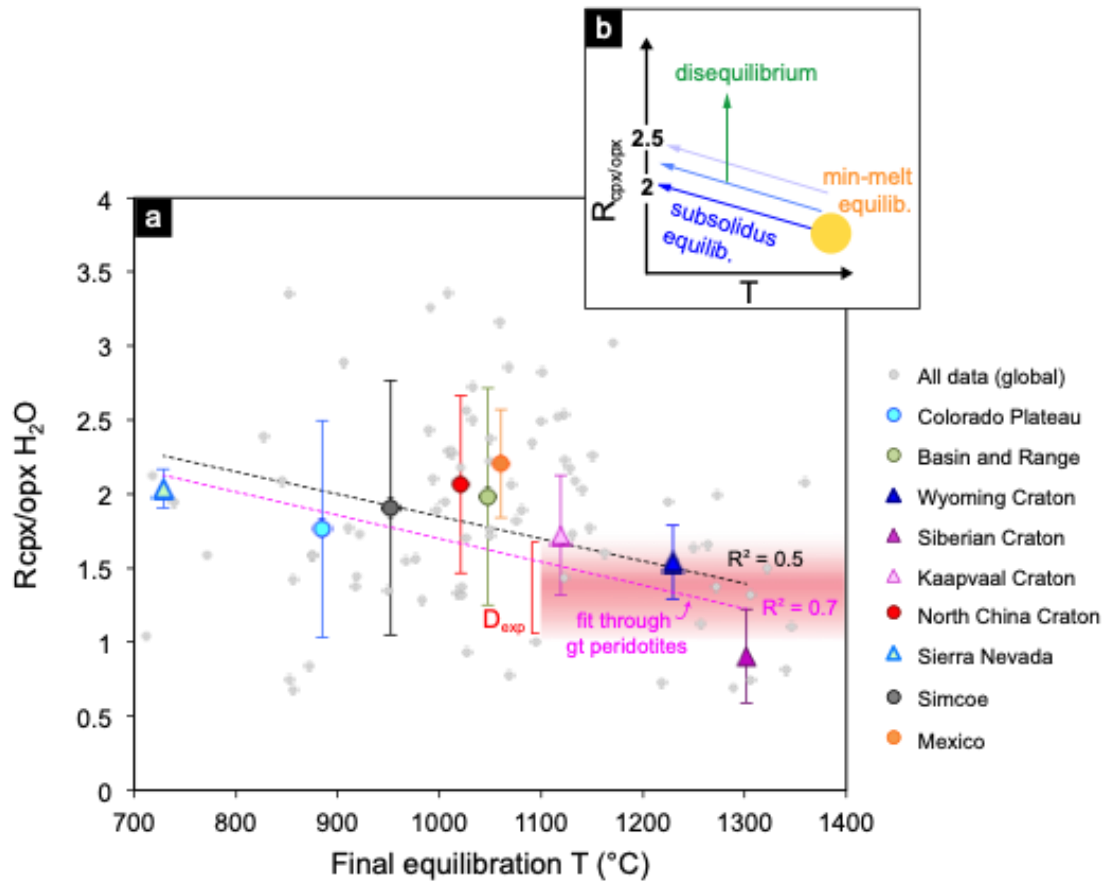 b
disequilibrium
2.5
2
Rcpx/opx
min-melt
equilib.
subsolidus
equilib.
T
a
4
3.5
3
2.5
2
1.5
1
0.5
0
Rcpx/opx H₂O
R² = 0.5
R² = 0.7
Dexp
fit through
gt peridotites
700 800 900 1000 1100 1200 1300 1400
Final equilibration T (°C)
All data (global)
Colorado Plateau
Basin and Range
Wyoming Craton
Siberian Craton
Kaapvaal Craton
North China Craton
Sierra Nevada
Simcoe
Mexico